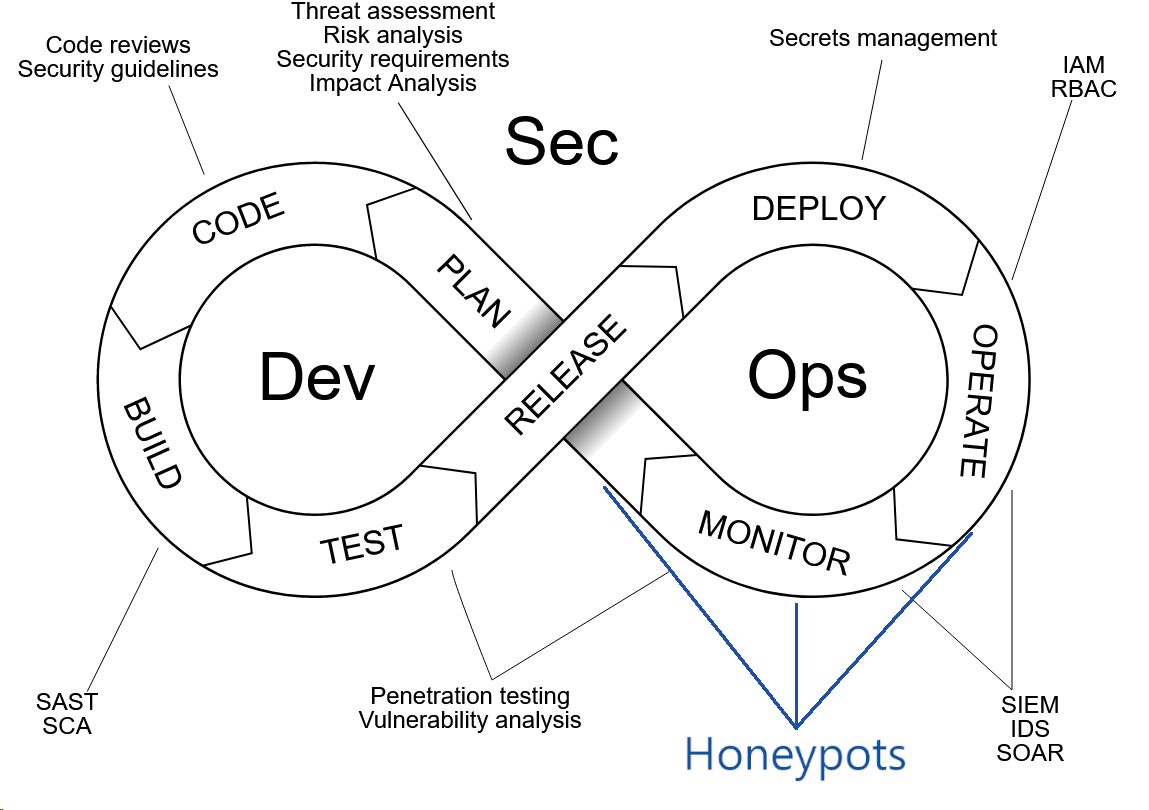 Threat assessment
Risk analysis
Security requirements
Impact Analysis
Code reviews
Security guidelines
Secrets management
IAM
RBAC
Sec
CODE
PLAN
DEPLOY
RELEASE
Dev
Ops
OPERATE
BUILD
TEST
MONITOR
SAST
SCA
Penetration testing
Vulnerability analysis
Honeypots
SIEM
IDS
SOAR